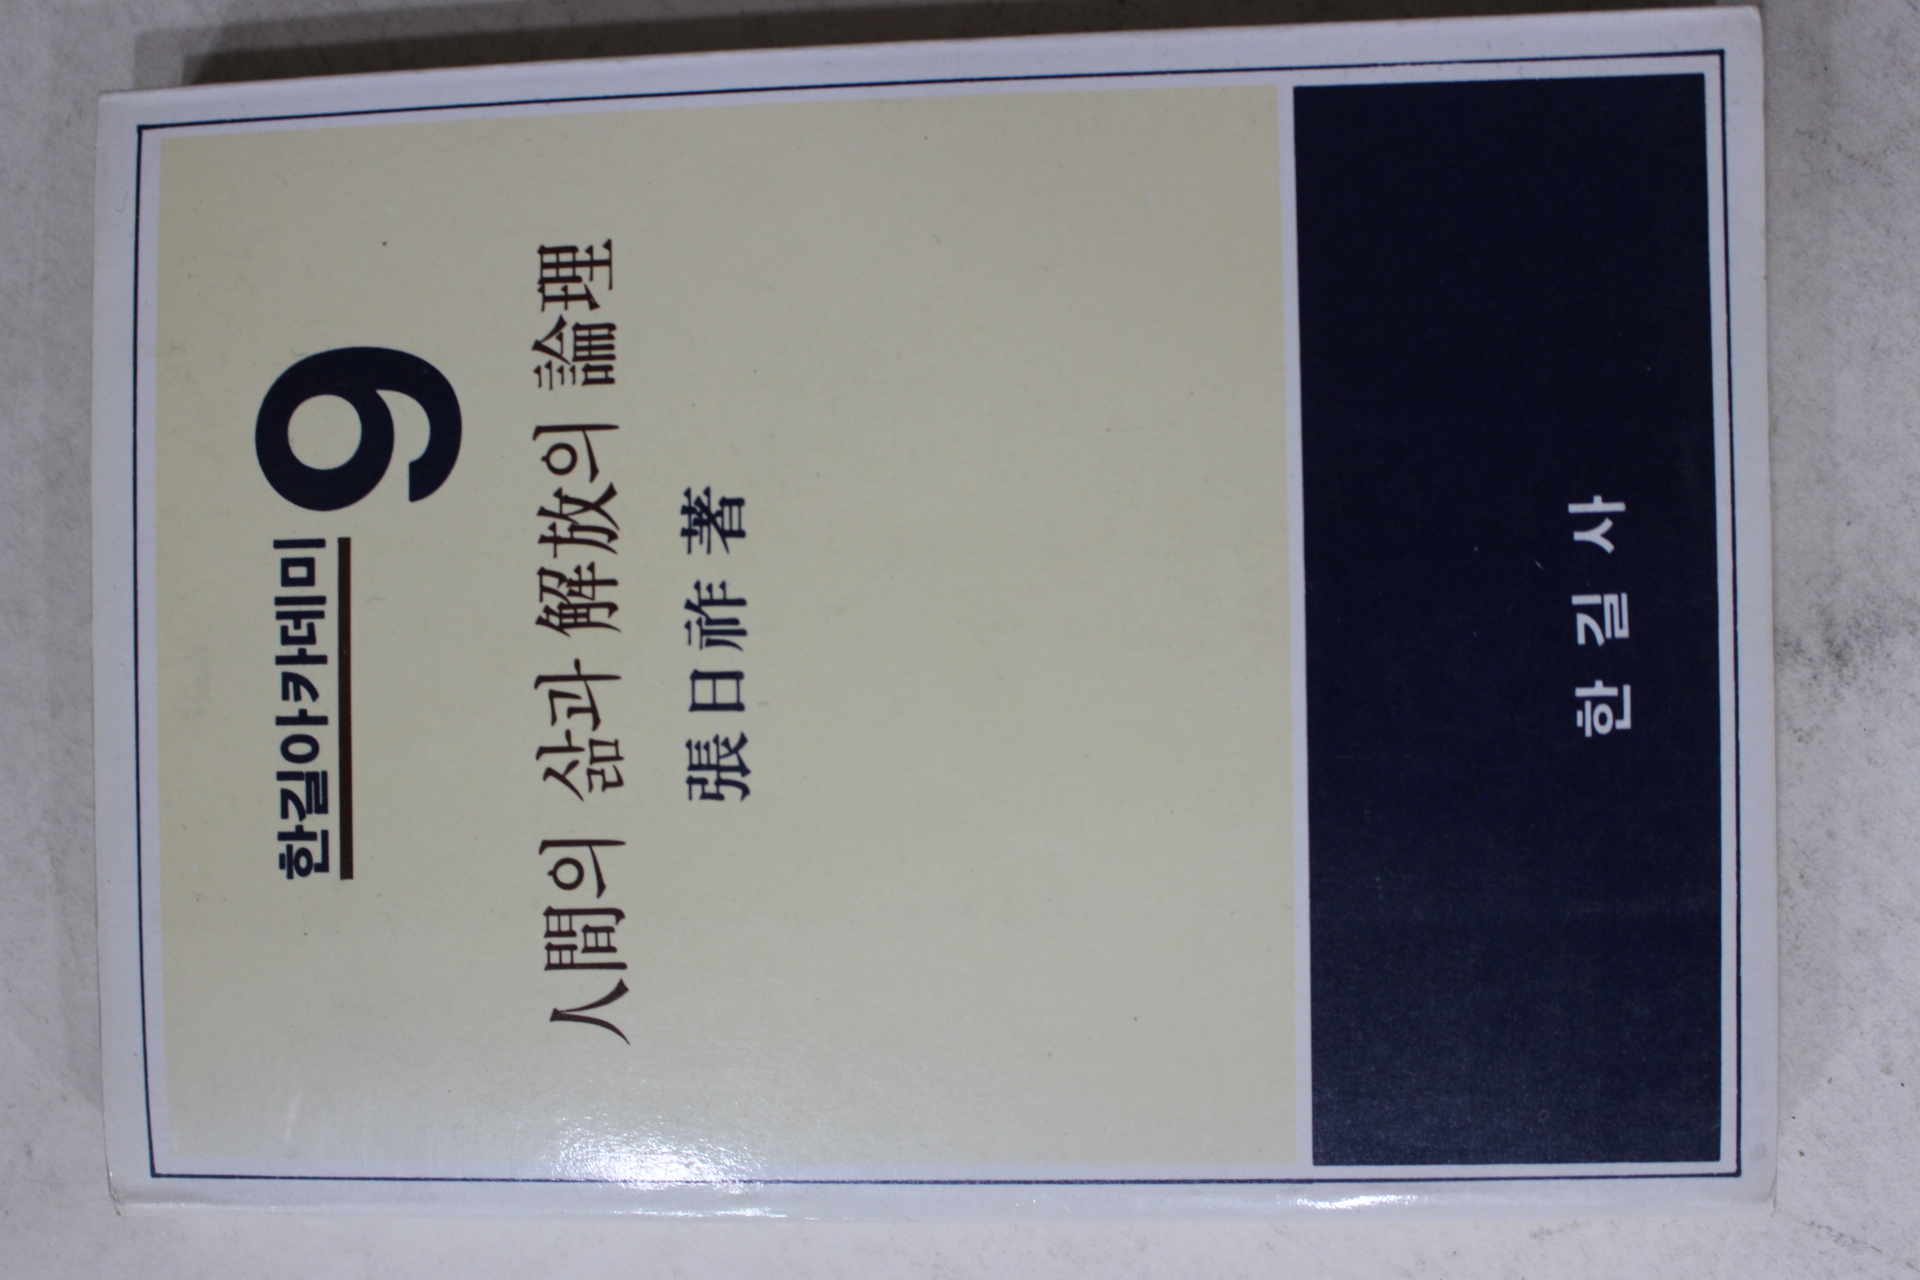 한길아카데미 9
人間의 삶과 解放의 論理
張日祚 著
한길사